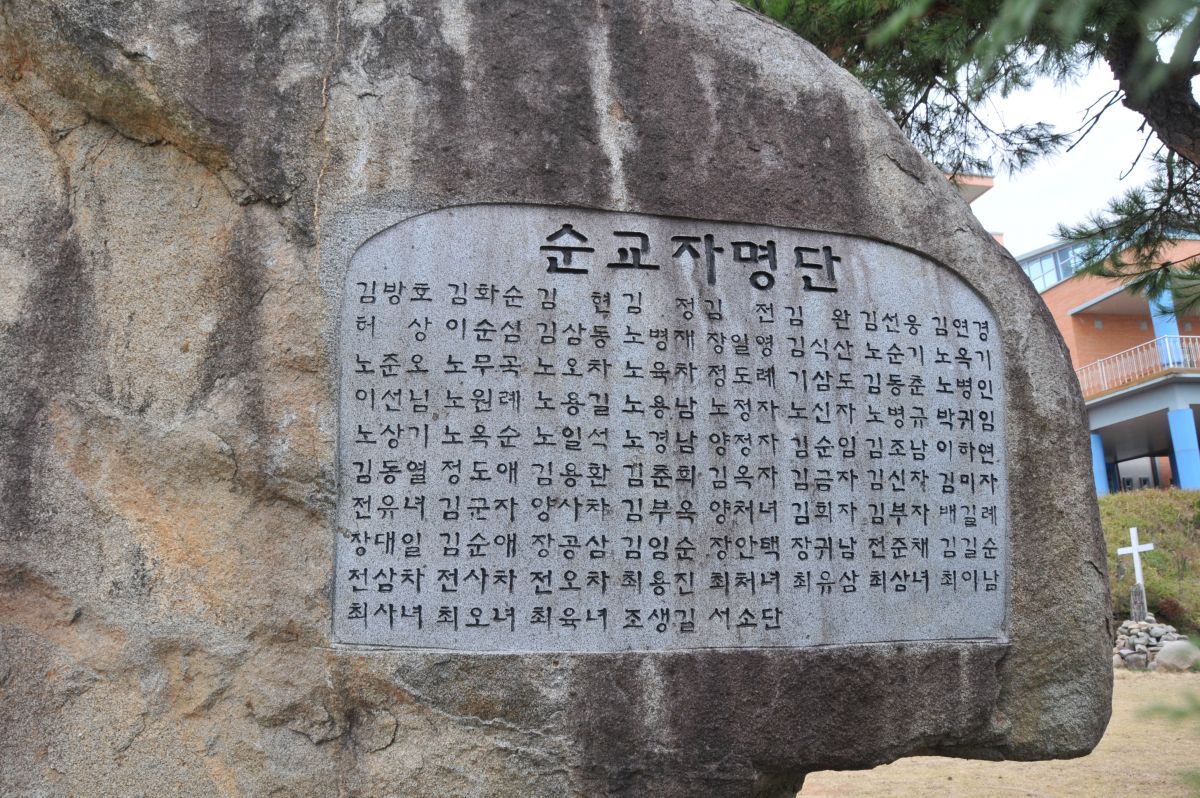 순교자명단
김방호 김화순 김 현 김 정 김 전 김 완 김선웅 김연경
허 상 이순심 김삼동 노병재 장일영 김식산 노순기 노옥기
노준오 노무곡 노오차 노육차 정도례 기삼도 김동춘 노병인
이선님 노원례 노용길 노용남 노정자 노신자 노병규 박귀임
노상기 노옥순 노일석 노경남 양정자 김순임 김조남 이하연
김동열 정도애 김용환 김춘희 김옥자 김금자 김신자 김미자
전유녀 김군자 양사차 김부옥 양처녀 김희자 김부자 배길례
장대일 김순애 장공삼 김임순 장안택 장귀남 전준채 김길순
전삼차 전사차 전오차 최용진 최처녀 최유삼 최삼녀 최이남
최사녀 최오녀 최육녀 조생길 서소단